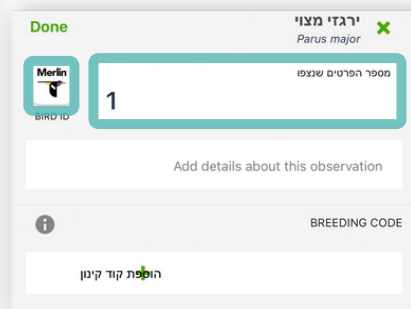 Done
ירגזי מצוי
Parus major
Merlin
BIRD ID
מספר הפרטים שנצפו
1
Add details about this observation
BREEDING CODE
הוספת קוד קינון